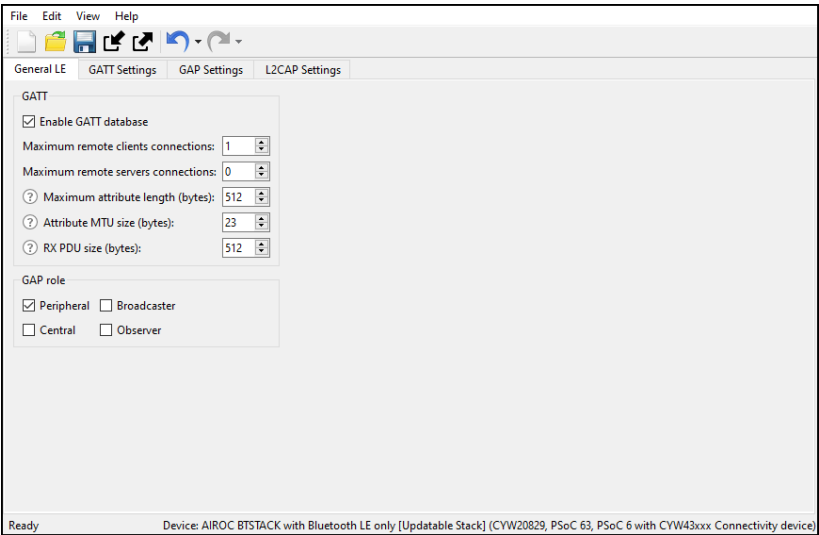 File Edit View Help
General LE GATT Settings GAP Settings L2CAP Settings
GATT
Enable GATT database
Maximum remote clients connections: 1
Maximum remote servers connections: 0
? Maximum attribute length (bytes): 512
? Attribute MTU size (bytes): 23
? RX PDU size (bytes): 512
GAP role
Peripheral Broadcaster
Central Observer
Ready Device: AIROC BTSTACK with Bluetooth LE only [Updatable Stack] (CYW20829, PSoC 63, PSoC 6 with CYW43xxx Connectivity device)